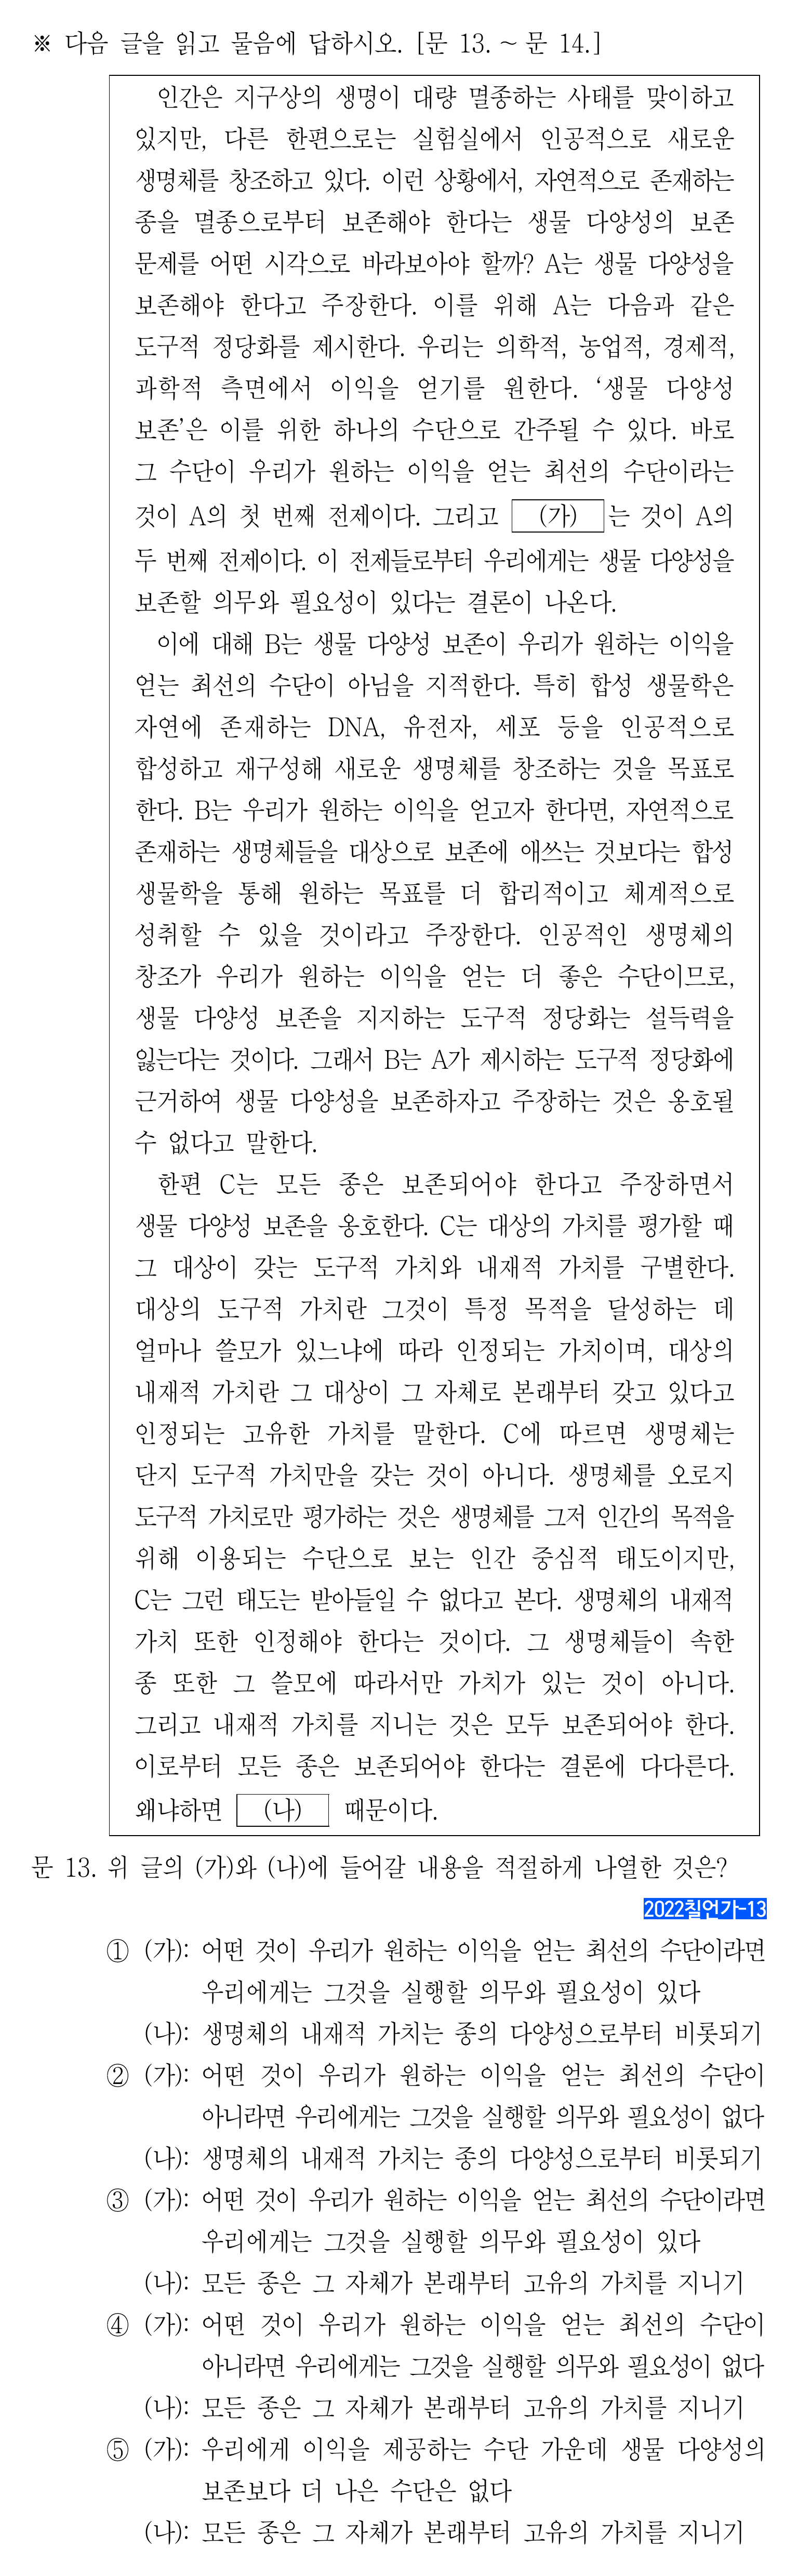 ※ 다음 글을 읽고 물음에 답하시오. [문 13. ~ 문 14.]
인간은 지구상의 생명이 대량 멸종하는 사태를 맞이하고
있지만, 다른 한편으로는 실험실에서 인공적으로 새로운
생명체를 창조하고 있다. 이런 상황에서, 자연적으로 존재하는
종을 멸종으로부터 보존해야 한다는 생물 다양성의 보존
문제를 어떤 시각으로 바라보아야 할까? A는 생물 다양성을
보존해야 한다고 주장한다. 이를 위해 A는 다음과 같은
도구적 정당화를 제시한다. 우리는 의학적, 농업적, 경제적,
과학적 측면에서 이익을 얻기를 원한다. ‘생물 다양성
보존’은 이를 위한 하나의 수단으로 간주될 수 있다. 바로
그 수단이 우리가 원하는 이익을 얻는 최선의 수단이라는
것이 A의 첫 번째 전제이다. 그리고 (가) 는 것이 A의
두 번째 전제이다. 이 전제들로부터 우리에게는 생물 다양성을
보존할 의무와 필요성이 있다는 결론이 나온다.
이에 대해 B는 생물 다양성 보존이 우리가 원하는 이익을
얻는 최선의 수단이 아님을 지적한다. 특히 합성 생물학은
자연에 존재하는 DNA, 유전자, 세포 등을 인공적으로
합성하고 재구성해 새로운 생명체를 창조하는 것을 목표로
한다. B는 우리가 원하는 이익을 얻고자 한다면, 자연적으로
존재하는 생명체들을 대상으로 보존에 애쓰는 것보다는 합성
생물학을 통해 원하는 목표를 더 합리적이고 체계적으로
성취할 수 있을 것이라고 주장한다. 인공적인 생명체의
창조가 우리가 원하는 이익을 얻는 더 좋은 수단이므로,
생물 다양성 보존을 지지하는 도구적 정당화는 설득력을
잃는다는 것이다. 그래서 B는 A가 제시하는 도구적 정당화에
근거하여 생물 다양성을 보존하자고 주장하는 것은 옹호될
수 없다고 말한다.
한편 C는 모든 종은 보존되어야 한다고 주장하면서
생물 다양성 보존을 옹호한다. C는 대상의 가치를 평가할 때
그 대상이 갖는 도구적 가치와 내재적 가치를 구별한다.
대상의 도구적 가치란 그것이 특정 목적을 달성하는 데
얼마나 쓸모가 있느냐에 따라 인정되는 가치이며, 대상의
내재적 가치란 그 대상이 그 자체로 본래부터 갖고 있다고
인정되는 고유한 가치를 말한다. C에 따르면 생명체는
단지 도구적 가치만을 갖는 것이 아니다. 생명체를 오로지
도구적 가치로만 평가하는 것은 생명체를 그저 인간의 목적을
위해 이용되는 수단으로 보는 인간 중심적 태도이지만,
C는 그런 태도는 받아들일 수 없다고 본다. 생명체의 내재적
가치 또한 인정해야 한다는 것이다. 그 생명체들이 속한
종 또한 그 쓸모에 따라서만 가치가 있는 것이 아니다.
그리고 내재적 가치를 지니는 것은 모두 보존되어야 한다.
이로부터 모든 종은 보존되어야 한다는 결론에 다다른다.
왜냐하면 (나) 때문이다.
문 13. 위 글의 (가)와 (나)에 들어갈 내용을 적절하게 나열한 것은?
2022칠언가-13
① (가): 어떤 것이 우리가 원하는 이익을 얻는 최선의 수단이라면
우리에게는 그것을 실행할 의무와 필요성이 있다
(나): 생명체의 내재적 가치는 종의 다양성으로부터 비롯되기
② (가): 어떤 것이 우리가 원하는 이익을 얻는 최선의 수단이
아니라면 우리에게는 그것을 실행할 의무와 필요성이 없다
(나): 생명체의 내재적 가치는 종의 다양성으로부터 비롯되기
③ (가): 어떤 것이 우리가 원하는 이익을 얻는 최선의 수단이라면
우리에게는 그것을 실행할 의무와 필요성이 있다
(나): 모든 종은 그 자체가 본래부터 고유의 가치를 지니기
④ (가): 어떤 것이 우리가 원하는 이익을 얻는 최선의 수단이
아니라면 우리에게는 그것을 실행할 의무와 필요성이 없다
(나): 모든 종은 그 자체가 본래부터 고유의 가치를 지니기
⑤ (가): 우리에게 이익을 제공하는 수단 가운데 생물 다양성의
보존보다 더 나은 수단은 없다
(나): 모든 종은 그 자체가 본래부터 고유의 가치를 지니기